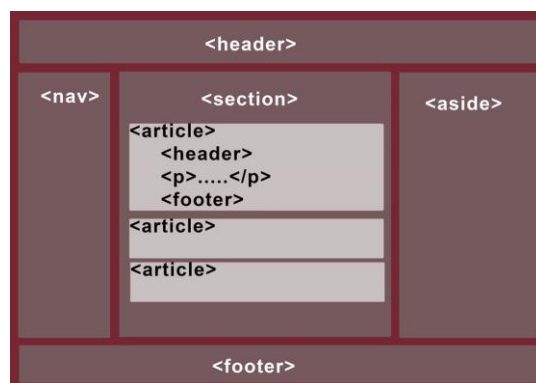 <header>
<nav>
<section>
<article>
<header>
<p>.....</p>
<footer>
<article>
<article>
<aside>
<footer>